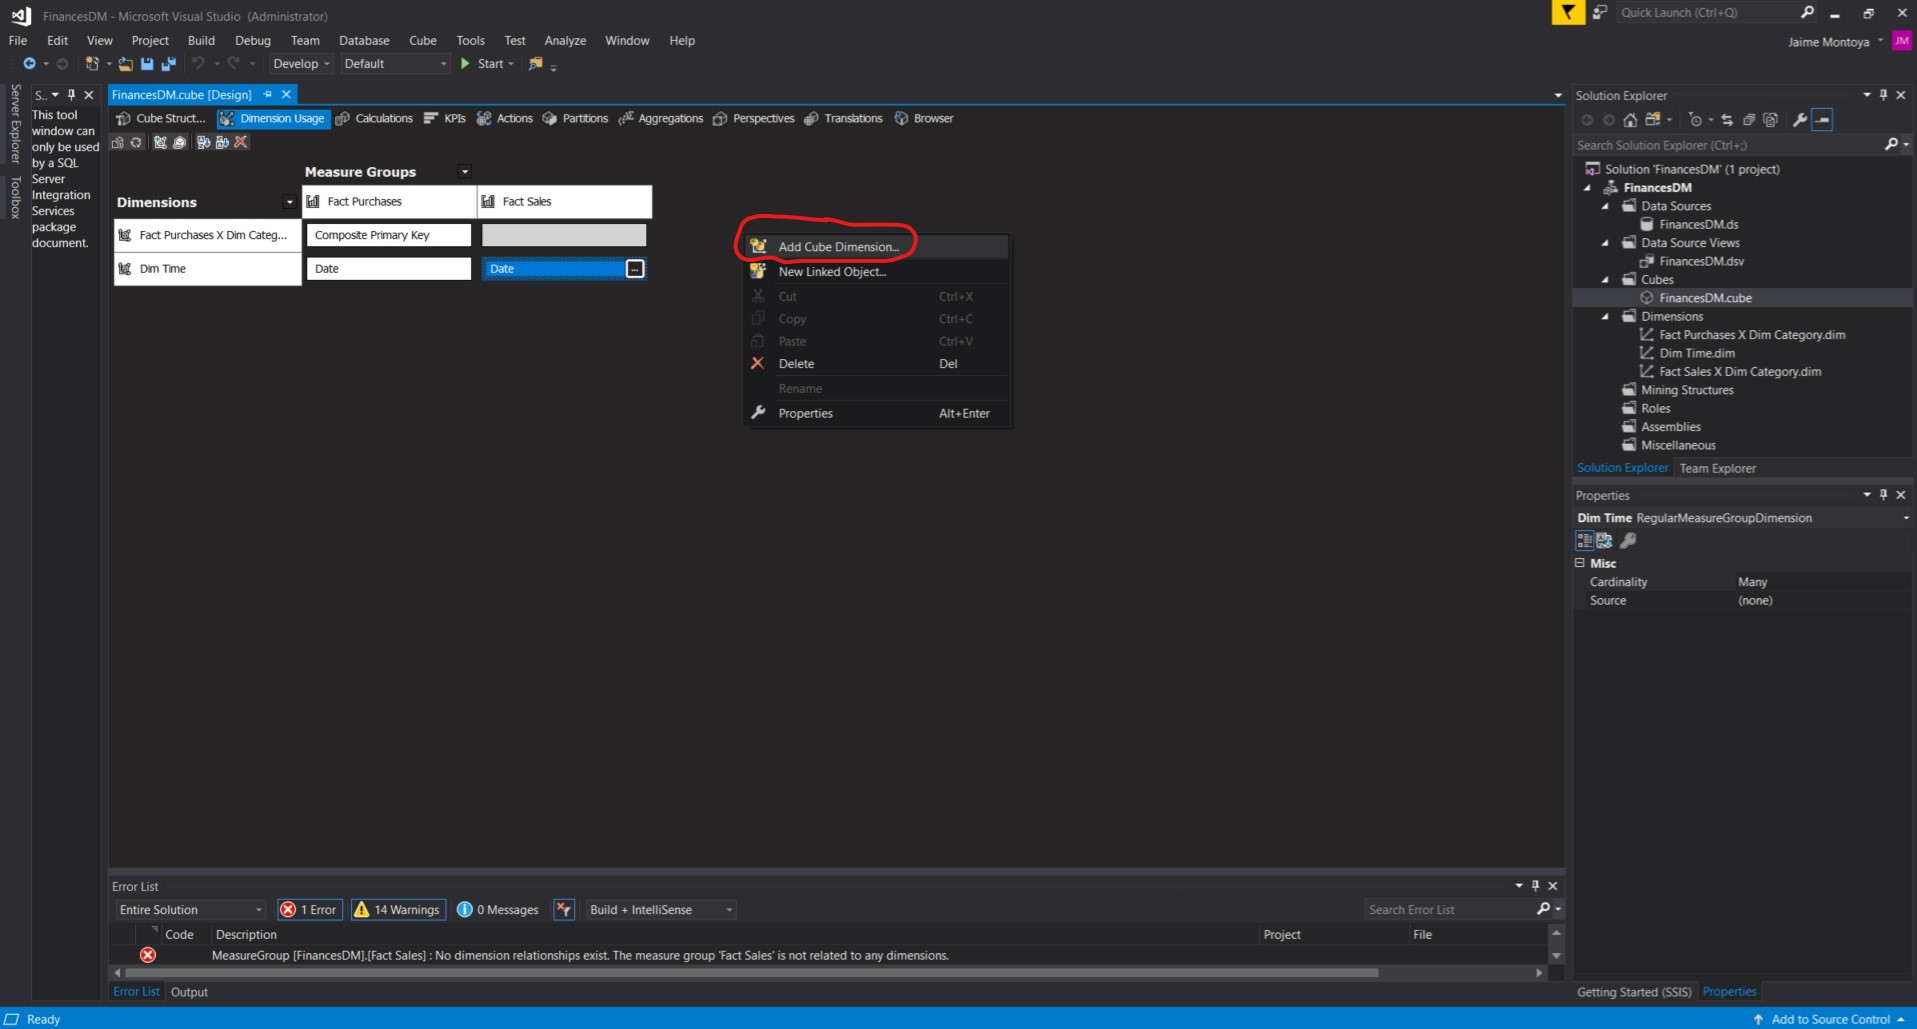 FinancesDM - Microsoft Visual Studio (Administrator)
Quick Launch (Ctrl+Q)
File Edit View Project Build Debug Team Database Cube Tools Test Analyze Window Help
Jaime Montoya JM
Develop Default Start
Server Explorer
Toolbox
S..
This tool
window can
only be used
by a SQL
Server
Integration
Services
package
document.
FinancesDM.cube [Design]
Cube Struct... Dimension Usage Calculations KPIs Actions Partitions Aggregations Perspectives Translations Browser
Measure Groups
Dimensions Fact Purchases Fact Sales
Fact Purchases X Dim Categ... Composite Primary Key
Dim Time Date Date ...
Add Cube Dimension...
New Linked Object...
Cut Ctrl+X
Copy Ctrl+C
Paste Ctrl+V
Delete Del
Rename
Properties Alt+Enter
Solution Explorer
Search Solution Explorer (Ctrl+;)
Solution 'FinancesDM' (1 project)
FinancesDM
Data Sources
FinancesDM.ds
Data Source Views
FinancesDM.dsv
Cubes
FinancesDM.cube
Dimensions
Fact Purchases X Dim Category.dim
Dim Time.dim
Fact Sales X Dim Category.dim
Mining Structures
Roles
Assemblies
Miscellaneous
Solution Explorer Team Explorer
Properties
Dim Time RegularMeasureGroupDimension
Misc
Cardinality Many
Source (none)
Error List
Entire Solution 1 Error 14 Warnings 0 Messages Build + IntelliSense Search Error List
Code Description Project File
MeasureGroup [FinancesDM].[Fact Sales] : No dimension relationships exist. The measure group 'Fact Sales' is not related to any dimensions.
Error List Output
Getting Started (SSIS) Properties
Ready
Add to Source Control